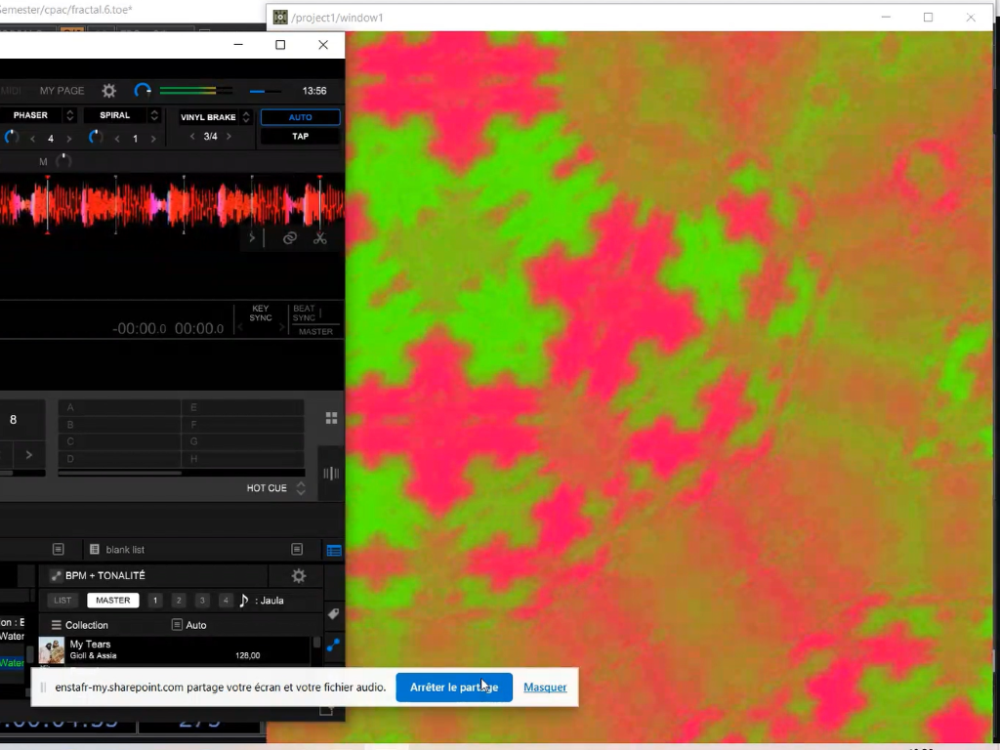 Semester/cpac/fractal.6.toe*
/project1/window1
MIDI
MY PAGE
13:56
PHASER
SPIRAL
VINYL BRAKE
AUTO
4
1
3/4
TAP
M
-00:00.0 00:00.0
KEY
SYNC
BEAT
SYNC
MASTER
8
A
E
B
F
C
G
D
H
HOT CUE
blank list
BPM + TONALITÉ
LIST
MASTER
1
2
3
4
: Jaula
Collection
Auto
My Tears
Gioli & Assia
128,00
Water
Water
enstafr-my.sharepoint.com partage votre écran et votre fichier audio.
Arrêter le partage
Masquer